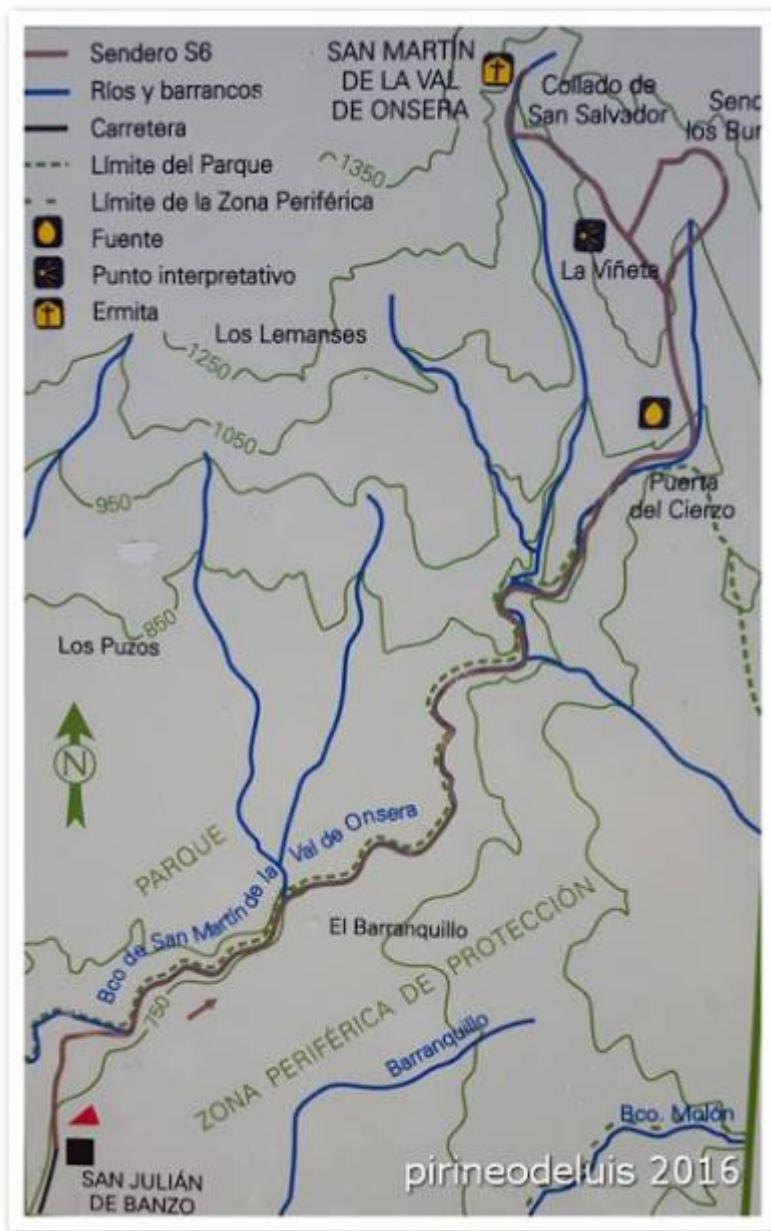 Sendero S6
Ríos y barrancos
Carretera
Límite del Parque
Límite de la Zona Periférica
Fuente
Punto interpretativo
Ermita
SAN MARTÍN
DE LA VAL
DE ONSERA
Collado de
San Salvador
1350
La Viñeta
Los Lemanses
1250
1050
950
Puerta
del Cierzo
850
Los Puzos
N
PARQUE
Bco de San Martín de la Val de Onsera
El Barranquillo
ZONA PERIFÉRICA DE PROTECCIÓN
750
Barranquillo
Bco. Molón
SAN JULIÁN
DE BANZO
pirineodeluis 2016